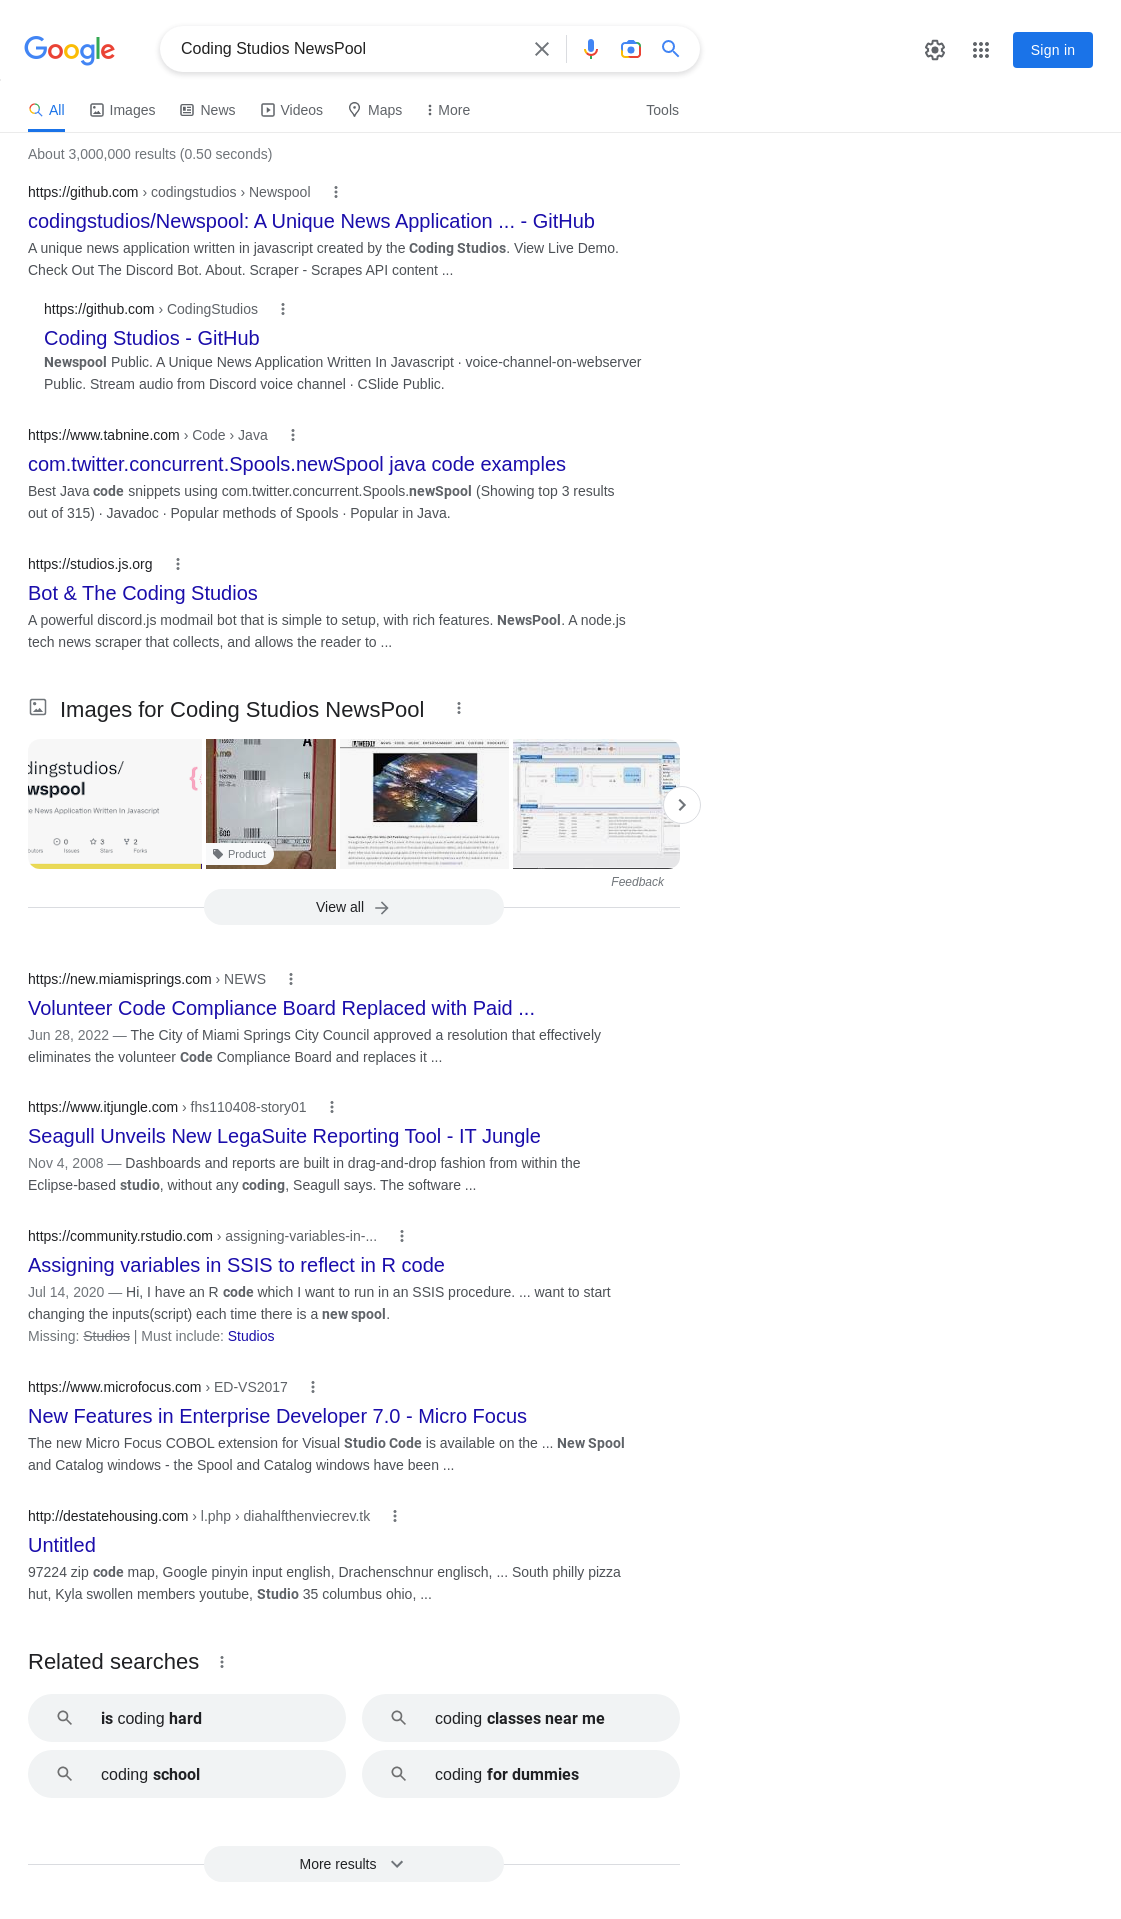 Google
Coding Studios NewsPool
Sign in
All
Images
News
Videos
Maps
More
Tools
About 3,000,000 results (0.50 seconds)
https://github.com › codingstudios › Newspool
codingstudios/Newspool: A Unique News Application ... - GitHub
A unique news application written in javascript created by the Coding Studios. View Live Demo.
Check Out The Discord Bot. About. Scraper - Scrapes API content ...
https://github.com › CodingStudios
Coding Studios - GitHub
Newspool Public. A Unique News Application Written In Javascript · voice-channel-on-webserver
Public. Stream audio from Discord voice channel · CSlide Public.
https://www.tabnine.com › Code › Java
com.twitter.concurrent.Spools.newSpool java code examples
Best Java code snippets using com.twitter.concurrent.Spools.newSpool (Showing top 3 results
out of 315) · Javadoc · Popular methods of Spools · Popular in Java.
https://studios.js.org
Bot & The Coding Studios
A powerful discord.js modmail bot that is simple to setup, with rich features. NewsPool. A node.js
tech news scraper that collects, and allows the reader to ...
Images for Coding Studios NewsPool
dingstudios/
wspool
e News Application Written In Javascript
0 3 2
Issues Stars Forks
Product
WEEKLY
Feedback
View all
https://new.miamisprings.com › NEWS
Volunteer Code Compliance Board Replaced with Paid ...
Jun 28, 2022 — The City of Miami Springs City Council approved a resolution that effectively
eliminates the volunteer Code Compliance Board and replaces it ...
https://www.itjungle.com › fhs110408-story01
Seagull Unveils New LegaSuite Reporting Tool - IT Jungle
Nov 4, 2008 — Dashboards and reports are built in drag-and-drop fashion from within the
Eclipse-based studio, without any coding, Seagull says. The software ...
https://community.rstudio.com › assigning-variables-in-...
Assigning variables in SSIS to reflect in R code
Jul 14, 2020 — Hi, I have an R code which I want to run in an SSIS procedure. ... want to start
changing the inputs(script) each time there is a new spool.
Missing: Studios | Must include: Studios
https://www.microfocus.com › ED-VS2017
New Features in Enterprise Developer 7.0 - Micro Focus
The new Micro Focus COBOL extension for Visual Studio Code is available on the ... New Spool
and Catalog windows - the Spool and Catalog windows have been ...
http://destatehousing.com › l.php › diahalfthenviecrev.tk
Untitled
97224 zip code map, Google pinyin input english, Drachenschnur englisch, ... South philly pizza
hut, Kyla swollen members youtube, Studio 35 columbus ohio, ...
Related searches
is coding hard
coding classes near me
coding school
coding for dummies
More results